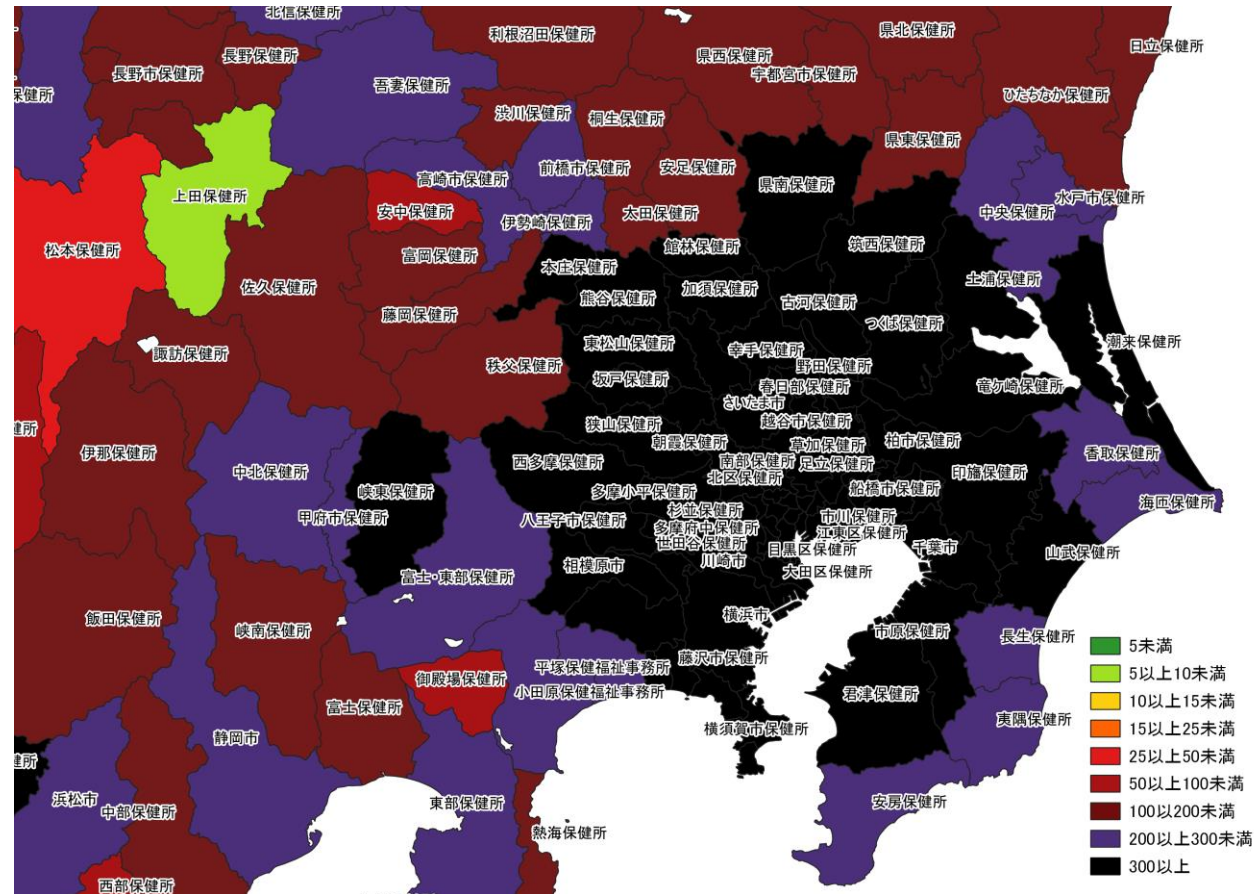 北信保健所
利根沼田保健所
県北保健所
長野保健所
県西保健所
日立保健所
長野市保健所
宇都宮市保健所
吾妻保健所
保健所
ひたちなか保健所
渋川保健所
桐生保健所
県東保健所
前橋市保健所
安足保健所
高崎市保健所
県南保健所
上田保健所
水戸市保健所
安中保健所
太田保健所
中央保健所
伊勢崎保健所
松本保健所
館林保健所
筑西保健所
富岡保健所
本庄保健所
土浦保健所
佐久保健所
加須保健所
熊谷保健所
古河保健所
藤岡保健所
つくば保健所
潮来保健所
東松山保健所
幸手保健所
諏訪保健所
秩父保健所
野田保健所
坂戸保健所
春日部保健所
竜ケ崎保健所
さいたま市
狭山保健所
越谷市保健所
健所
朝霞保健所
草加保健所
柏市保健所
伊那保健所
西多摩保健所
南部保健所
足立保健所
香取保健所
中北保健所
北区保健所
印旛保健所
峡東保健所
多摩小平保健所
船橋市保健所
海匝保健所
甲府市保健所
杉並保健所
八王子市保健所
市川保健所
多摩府中保健所
江東区保健所
世田谷保健所
目黒区保健所
千葉市
山武保健所
川崎市
相模原市
大田区保健所
富士・東部保健所
横浜市
飯田保健所
峡南保健所
市原保健所
長生保健所
藤沢市保健所
平塚保健福祉事務所
御殿場保健所
小田原保健福祉事務所
君津保健所
富士保健所
夷隅保健所
横須賀市保健所
静岡市
健所
浜松市
中部保健所
東部保健所
安房保健所
熱海保健所
西部保健所
5未満
5以上10未満
10以上15未満
15以上25未満
25以上50未満
50以上100未満
100以200未満
200以上300未満
300以上